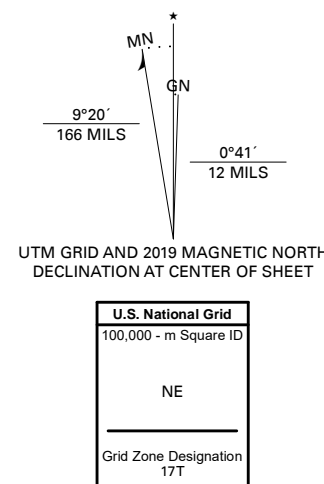 ★
MN
GN
9°20´
166 MILS
0°41´
12 MILS
UTM GRID AND 2019 MAGNETIC NORTH
DECLINATION AT CENTER OF SHEET
U.S. National Grid
100,000 - m Square ID
NE
Grid Zone Designation
17T